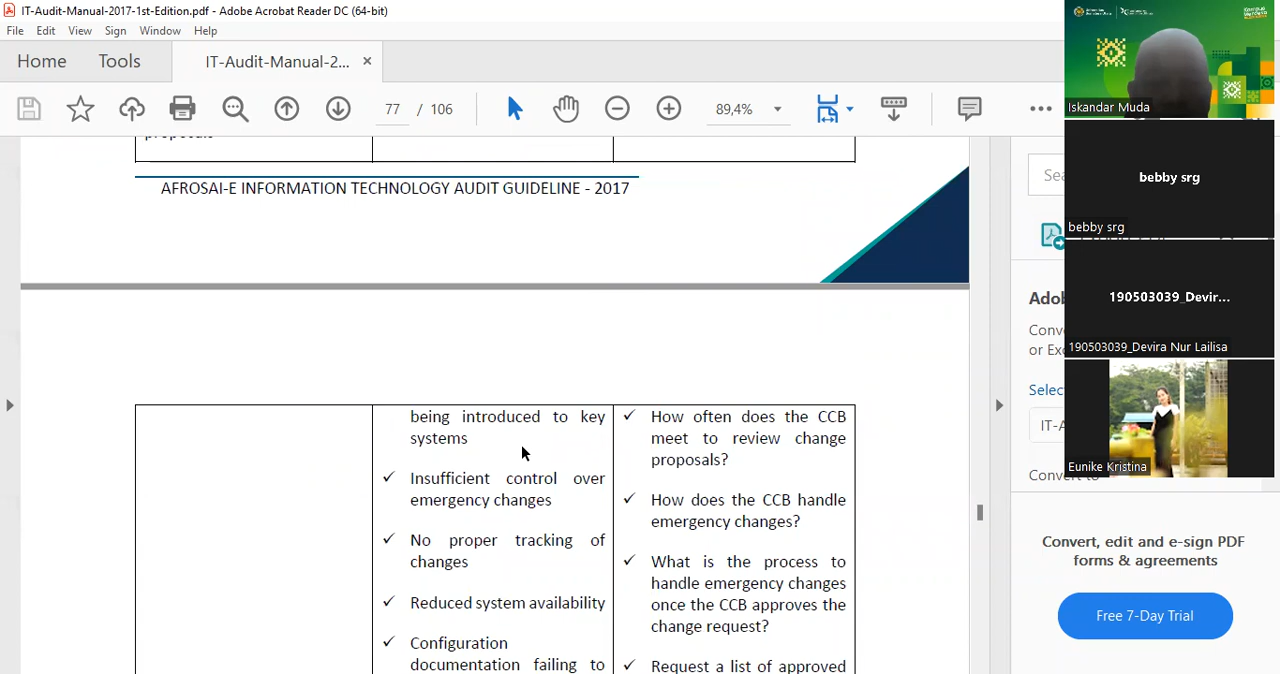 IT-Audit-Manual-2017-1st-Edition.pdf - Adobe Acrobat Reader DC (64-bit)
File Edit View Sign Window Help
Home Tools IT-Audit-Manual-2... ×
77 / 106 89,4%
proposals
AFROSAI-E INFORMATION TECHNOLOGY AUDIT GUIDELINE - 2017
being introduced to key
systems
✓ Insufficient control over
emergency changes
✓ No proper tracking of
changes
✓ Reduced system availability
✓ Configuration
documentation failing to
✓ How often does the CCB
meet to review change
proposals?
✓ How does the CCB handle
emergency changes?
✓ What is the process to
handle emergency changes
once the CCB approves the
change request?
✓ Request a list of approved
Sea
Adob
Conv
or Exc
Selec
IT-A
Convert to
Convert, edit and e-sign PDF
forms & agreements
Free 7-Day Trial
Iskandar Muda
bebby srg
bebby srg
190503039_Devir...
190503039_Devira Nur Lailisa
Eunike Kristina